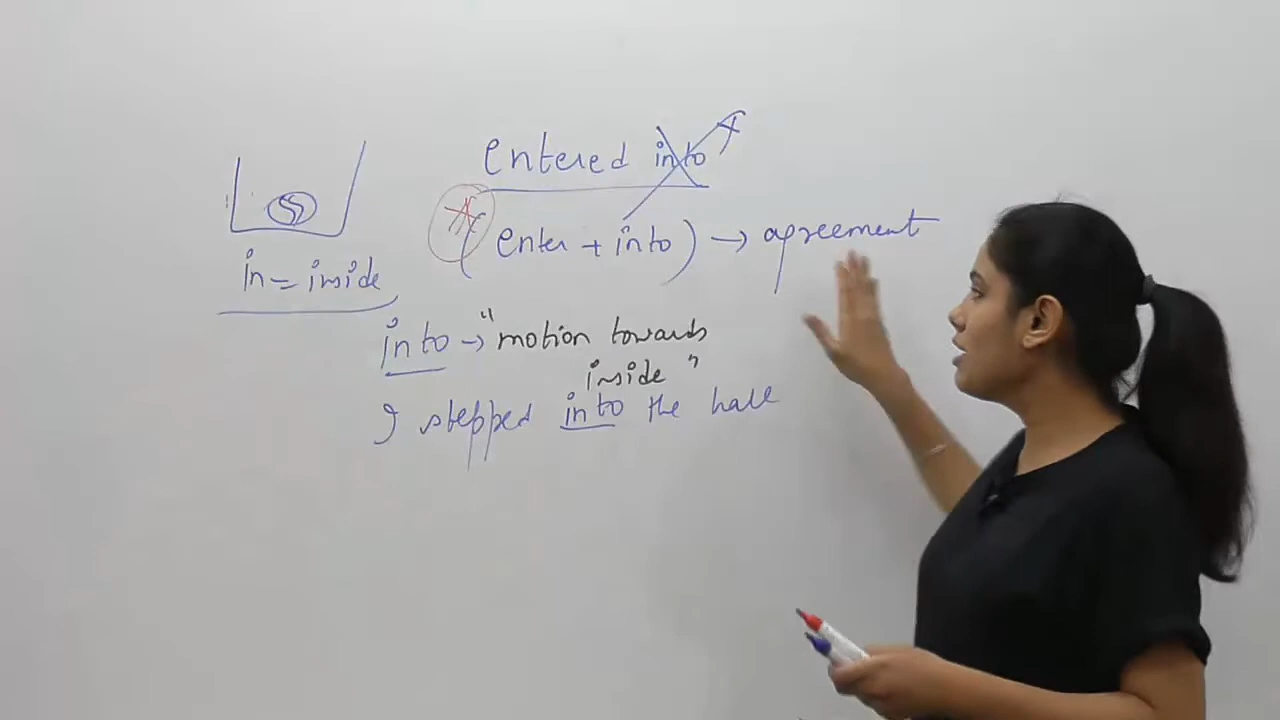 entered into
(enter + into) → agreement
in = inside
into → "motion towards
inside"
I stepped into the hall